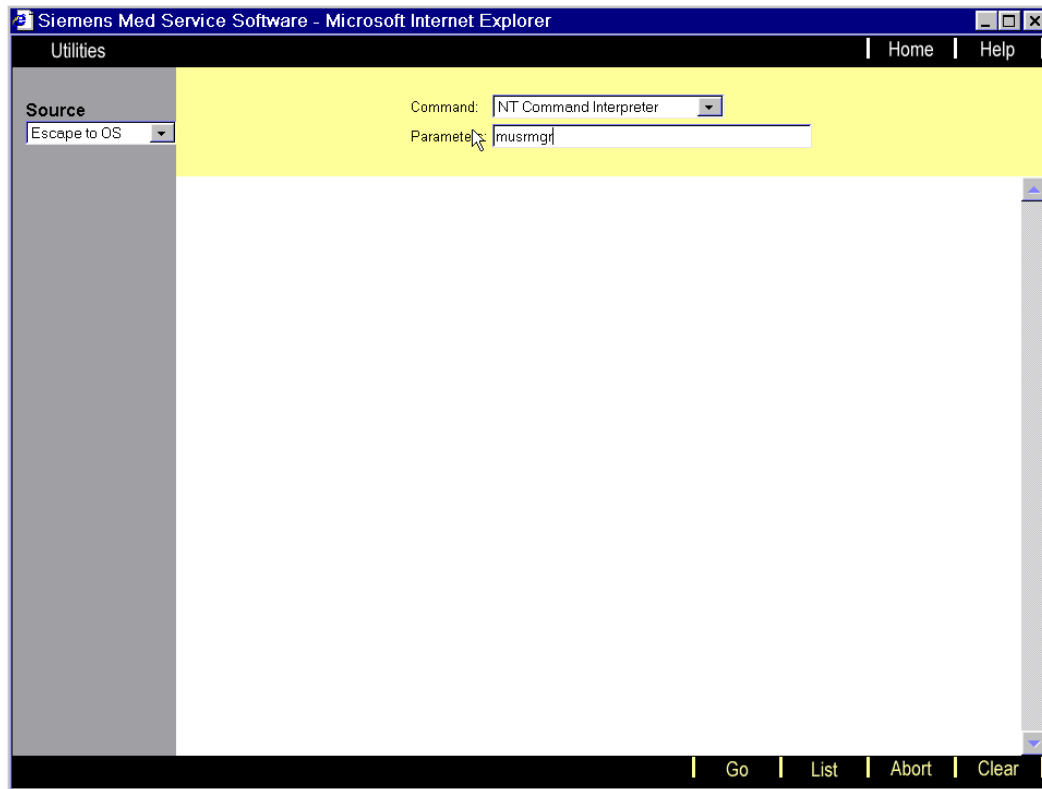 Siemens Med Service Software - Microsoft Internet Explorer
Utilities
Home
Help
Source
Escape to OS
Command: NT Command Interpreter
Parameters: musrmgr
Go
List
Abort
Clear